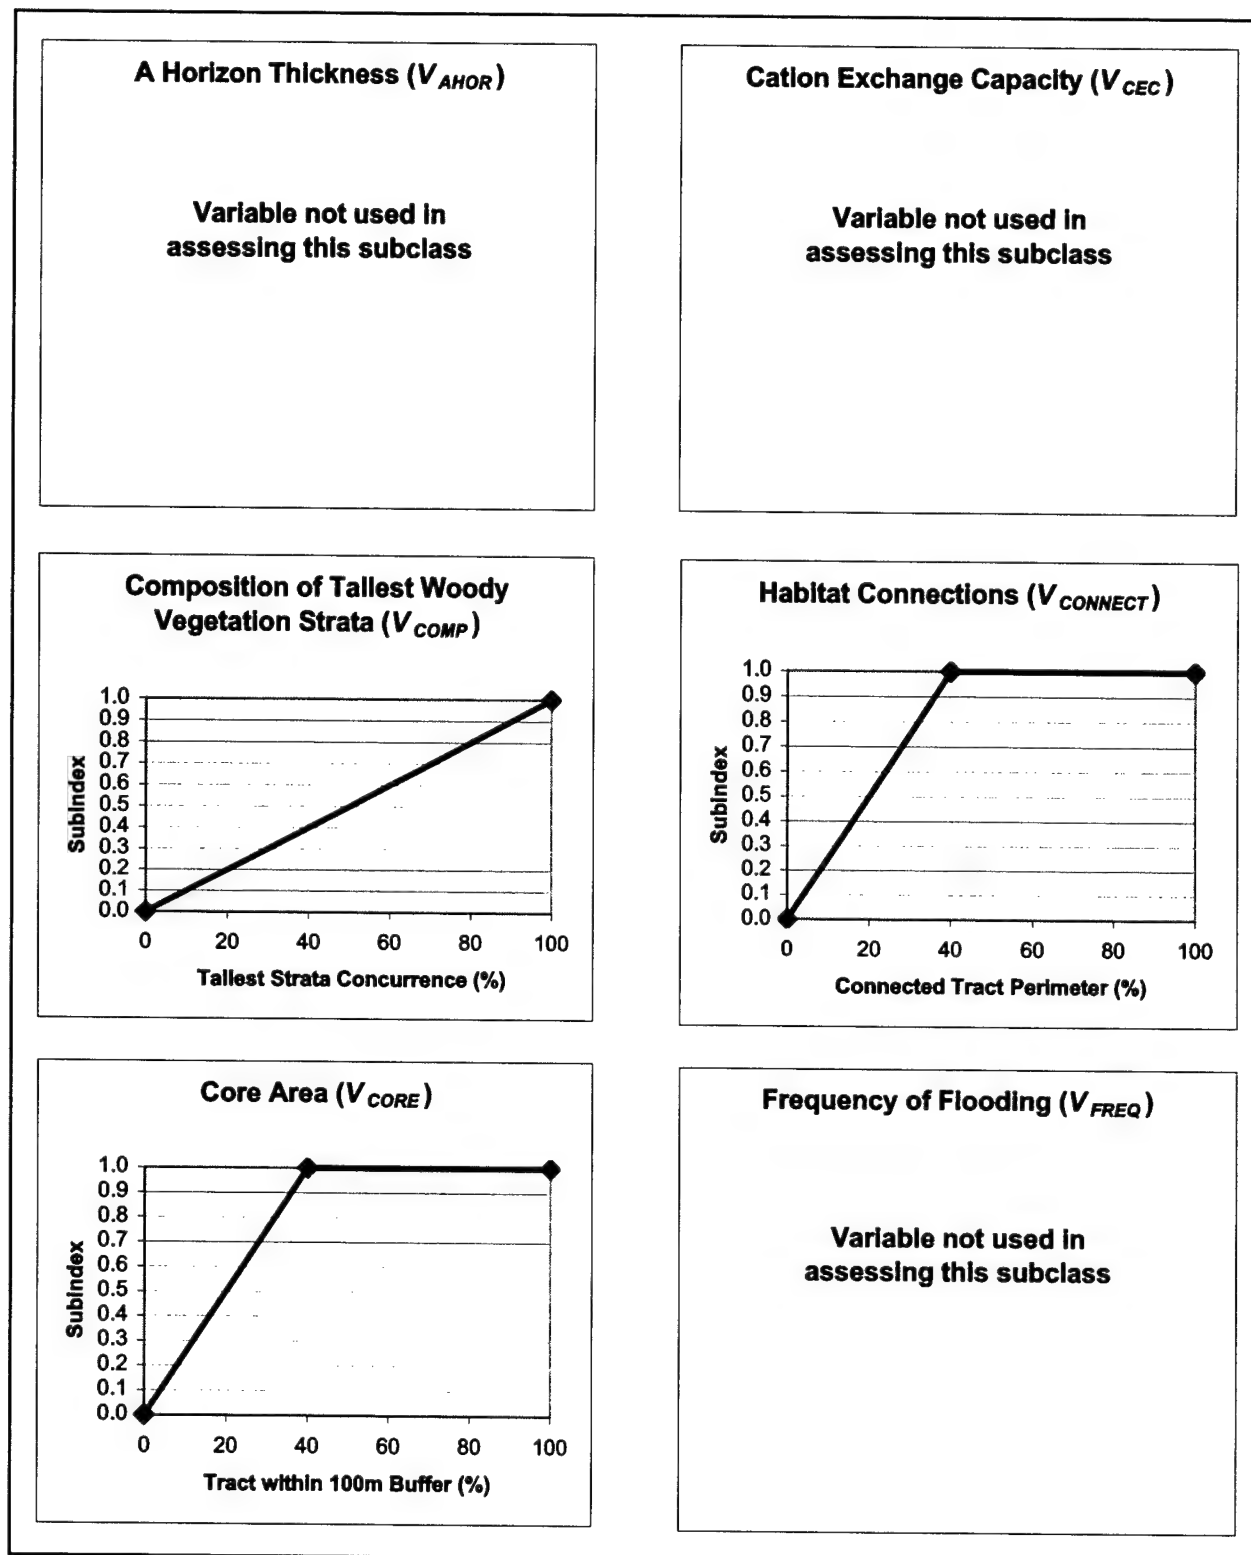 A Horizon Thickness (V AHOR)
Variable not used in
assessing this subclass
Cation Exchange Capacity (V CEC)
Variable not used in
assessing this subclass
Composition of Tallest Woody
Vegetation Strata (V COMP)
1.0
0.9
0.8
0.7
0.6
0.5
0.4
0.3
0.2
0.1
0.0
Subindex
0 20 40 60 80 100
Tallest Strata Concurrence (%)
Habitat Connections (V CONNECT)
1.0
0.9
0.8
0.7
0.6
0.5
0.4
0.3
0.2
0.1
0.0
Subindex
0 20 40 60 80 100
Connected Tract Perimeter (%)
Core Area (V CORE)
1.0
0.9
0.8
0.7
0.6
0.5
0.4
0.3
0.2
0.1
0.0
Subindex
0 20 40 60 80 100
Tract within 100m Buffer (%)
Frequency of Flooding (V FREQ)
Variable not used in
assessing this subclass